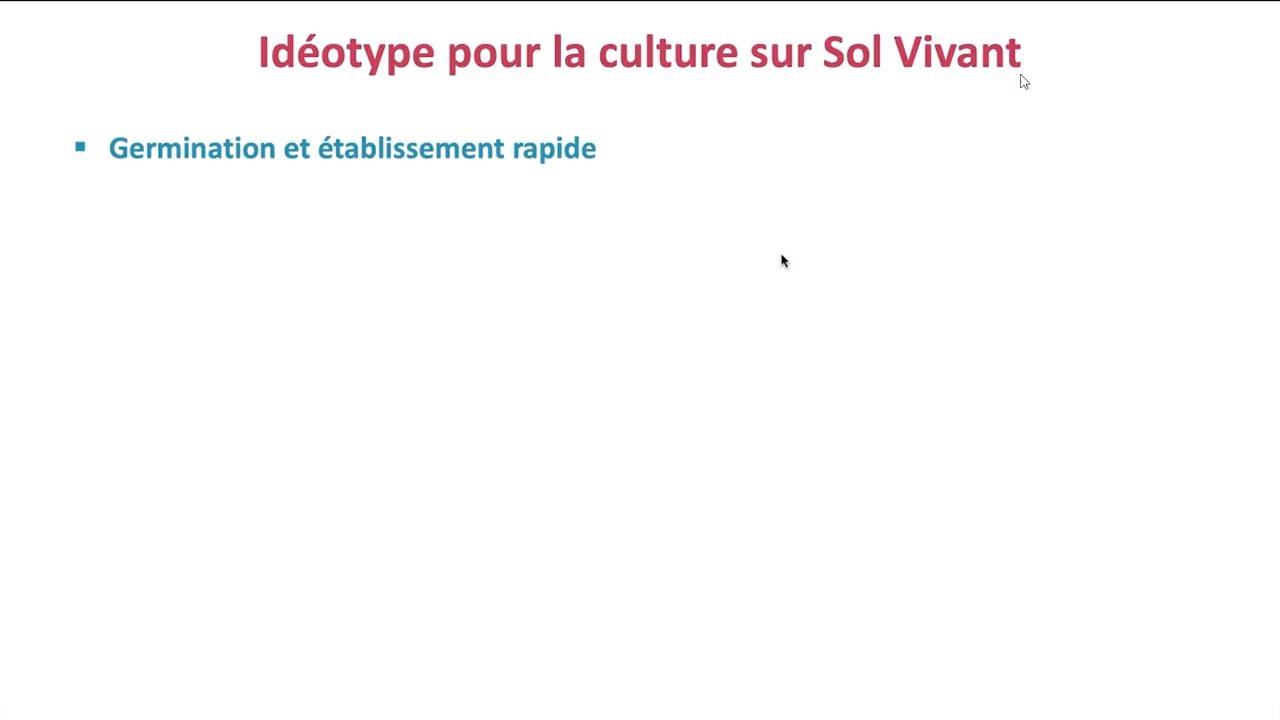 Idéotype pour la culture sur Sol Vivant
▪ Germination et établissement rapide